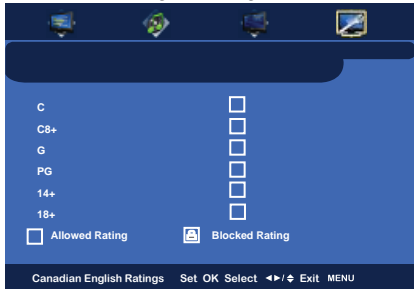 C
C8+
G
PG
14+
18+
Allowed Rating Blocked Rating
Canadian English Ratings Set OK Select ◄►/♦ Exit MENU